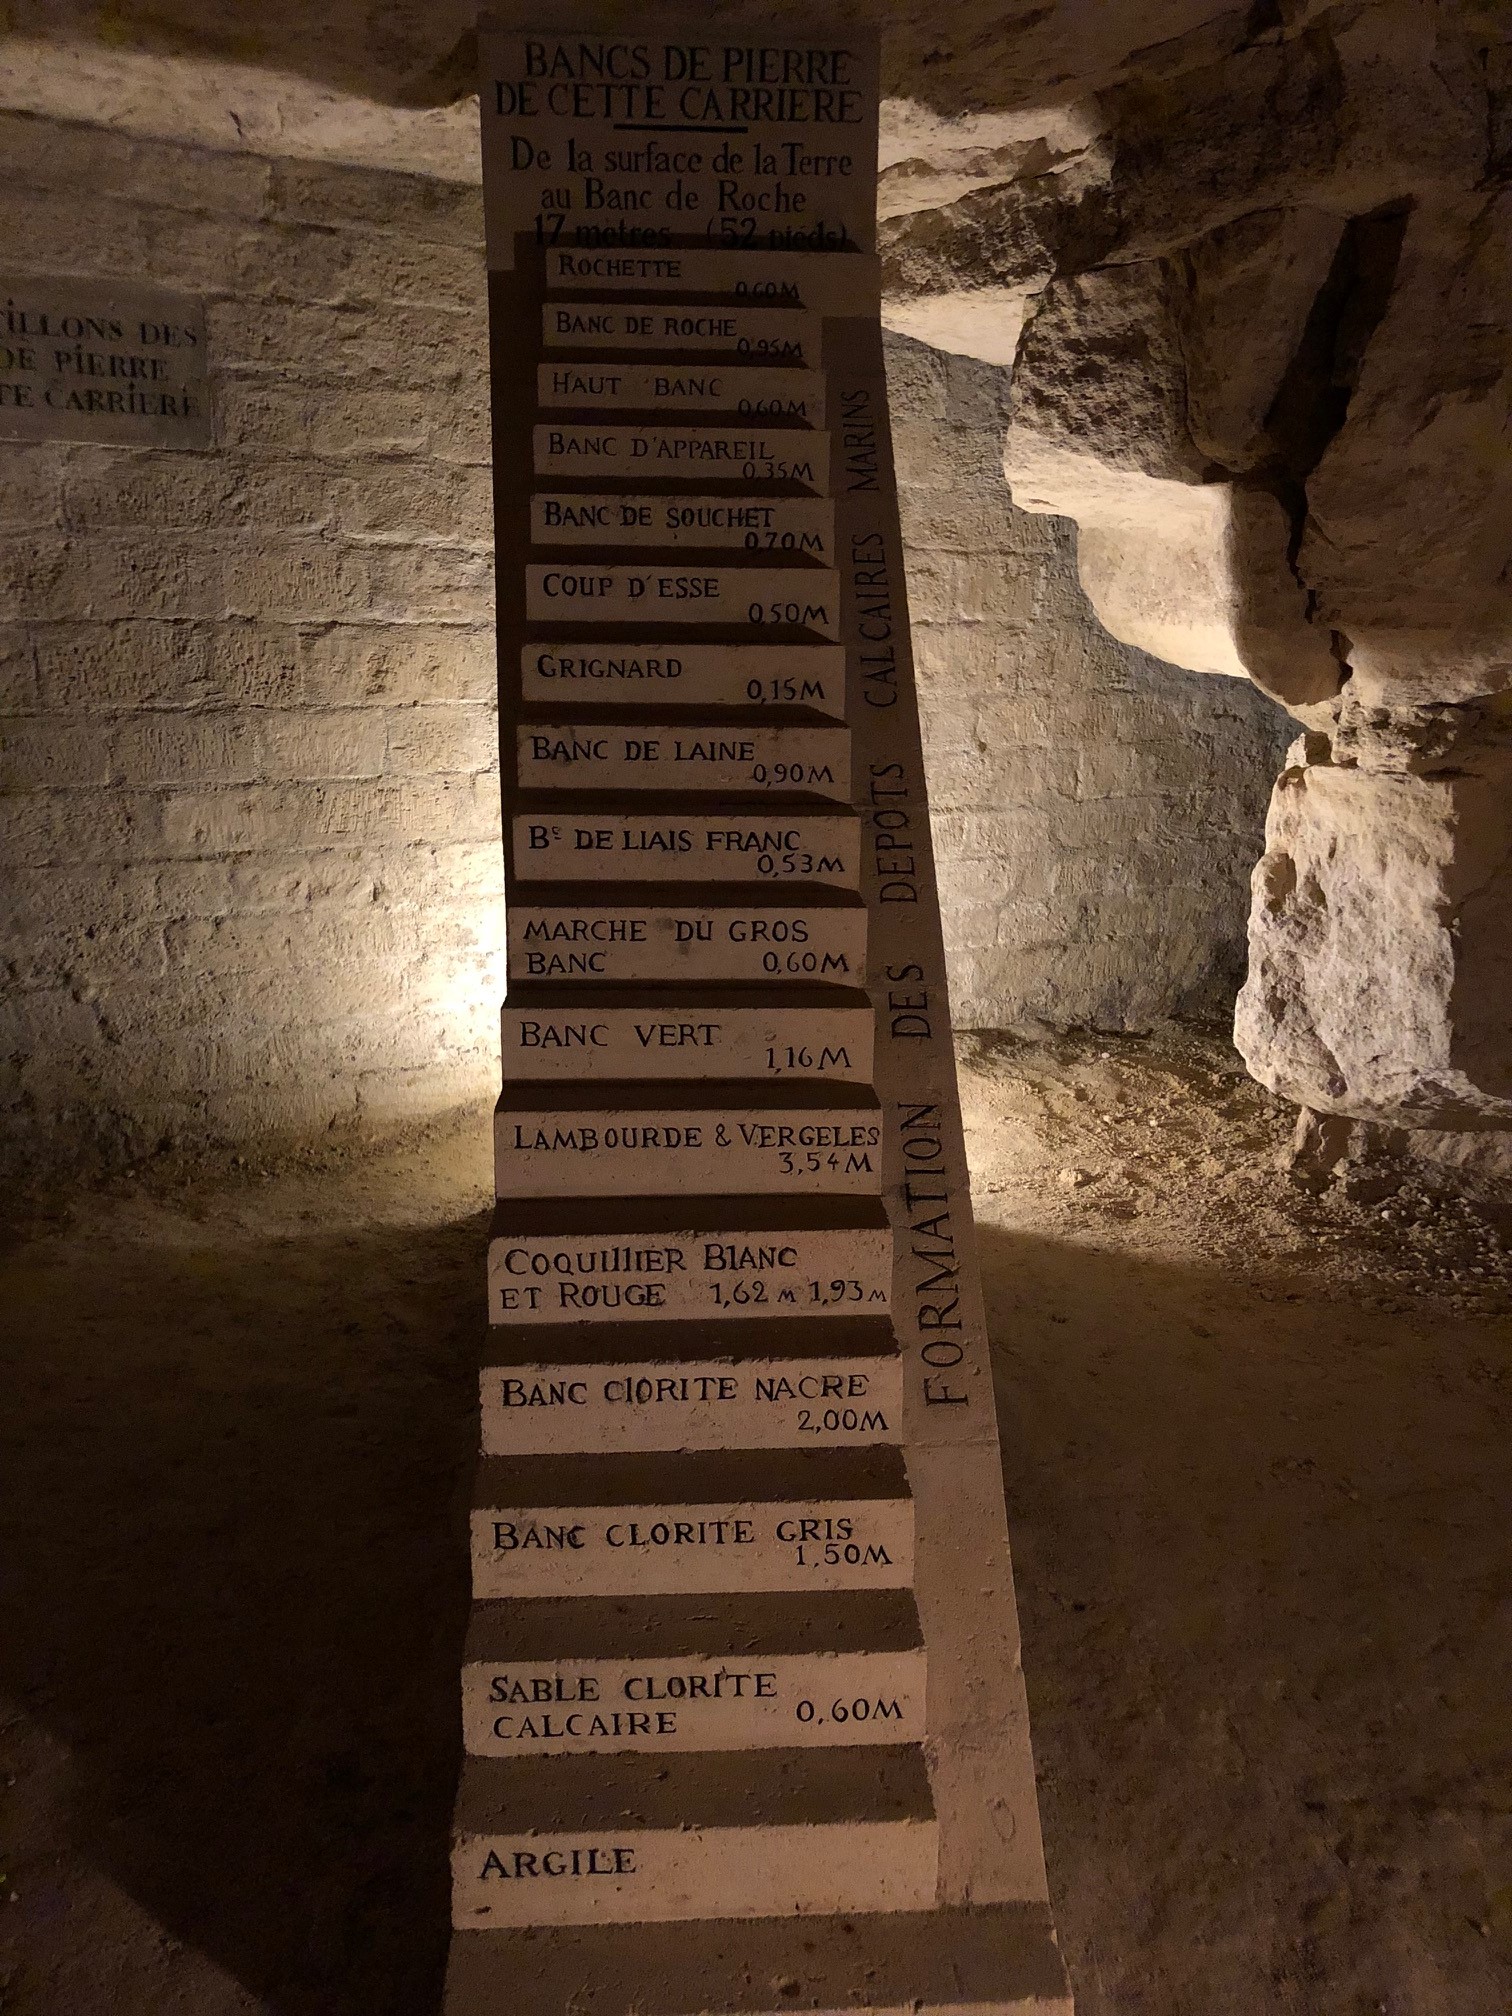 BANCS DE PIERRE
DE CETTE CARRIERE
De la surface de la Terre
au Banc de Roche
17 mètres (52 pieds)
ROCHETTE
0,60M
BANC DE ROCHE
0,95M
HAUT BANC
0,60M
BANC D'APPAREIL
0,35M
BANC DE SOUCHET
0,70M
COUP D'ESSE
0,50M
GRIGNARD
0,15M
BANC DE LAINE
0,90M
Bc DE LIAIS FRANC
0,53M
MARCHE DU GROS
BANC 0,60M
BANC VERT
1,16M
LAMBOURDE & VERGELES
3,54M
COQUIllIER BlANC
ET ROUGE 1,62 M 1,93 M
BANC ClORITE NACRE
2,00M
BANC CLORITE GRIS
1,50M
SABLE CLORITE
CALCAIRE 0,60M
ARGILE
FORMATION DES DEPOTS CALCAIRES MARINS
TILLONS DES
DE PIERRE
TE CARRIERE